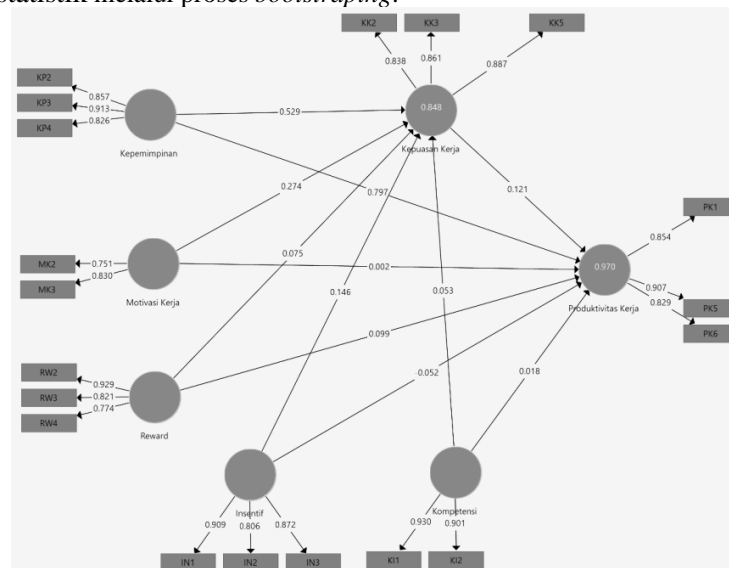 statistik melalui proses bootstraping.
KK2 KK3 KK5
0.838 0.861 0.887
KP2 0.857
KP3 0.913
KP4 0.826
Kepemimpinan
0.529
0.848
Kepuasan Kerja
0.274
0.797
0.121
PK1
0.854
MK2 0.751
MK3 0.830
Motivasi Kerja
0.075
0.002
0.970
Produktivitas Kerja
0.907
0.829
PK5
PK6
0.146
0.053
0.099
RW2 0.929
RW3 0.821
RW4 0.774
Reward
-0.052
0.018
Insentif
Kompetensi
0.909 0.806 0.872
0.930 0.901
IN1 IN2 IN3
KI1 KI2